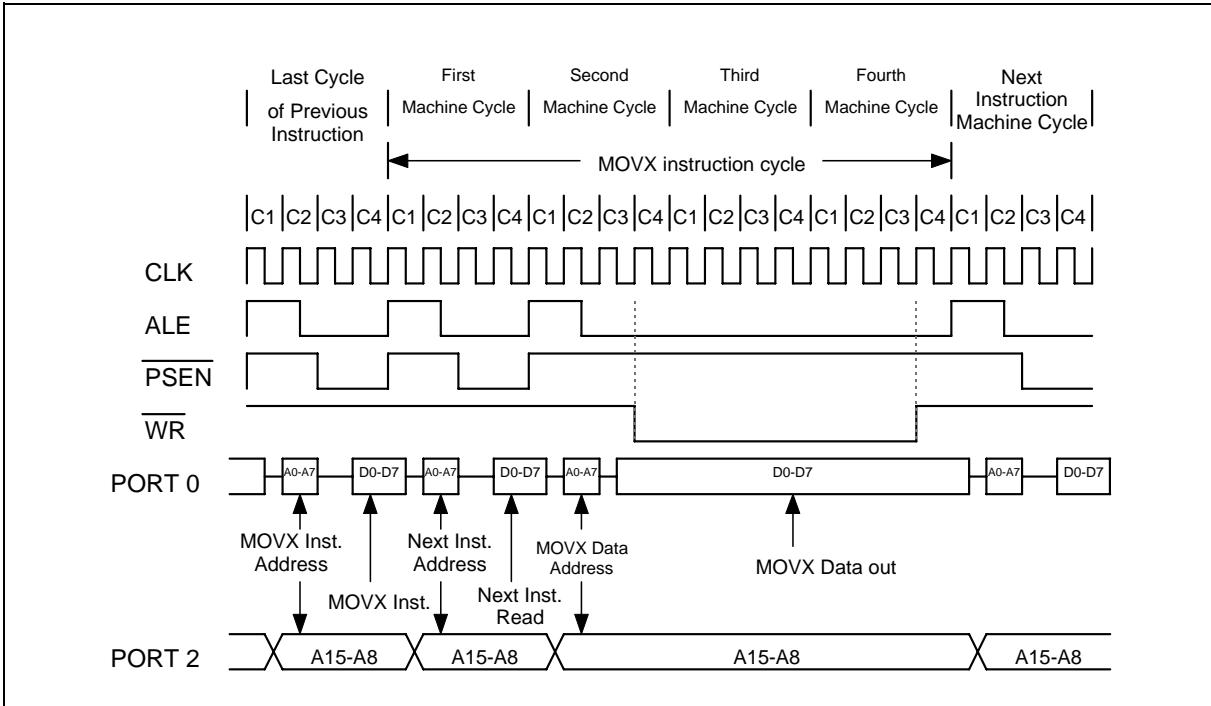 Last Cycle
of Previous
Instruction
First
Machine Cycle
Second
Machine Cycle
Third
Machine Cycle
Fourth
Machine Cycle
Next
Instruction
Machine Cycle
MOVX instruction cycle
C1 C2 C3 C4 C1 C2 C3 C4 C1 C2 C3 C4 C1 C2 C3 C4 C1 C2 C3 C4 C1 C2 C3 C4
CLK
ALE
PSEN
WR
PORT 0
A0-A7 D0-D7 A0-A7 D0-D7 A0-A7 D0-D7 A0-A7 D0-D7
MOVX Inst.
Address
MOVX Inst.
Next Inst.
Address
Next Inst.
Read
MOVX Data
Address
MOVX Data out
PORT 2
A15-A8 A15-A8 A15-A8 A15-A8